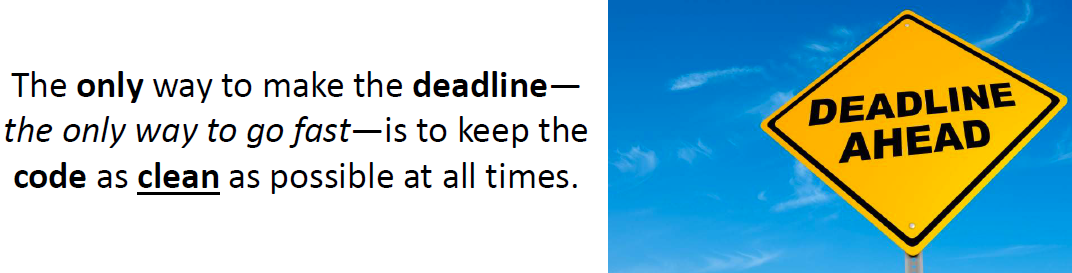 The only way to make the deadline—
the only way to go fast—is to keep the
code as clean as possible at all times.
DEADLINE
AHEAD